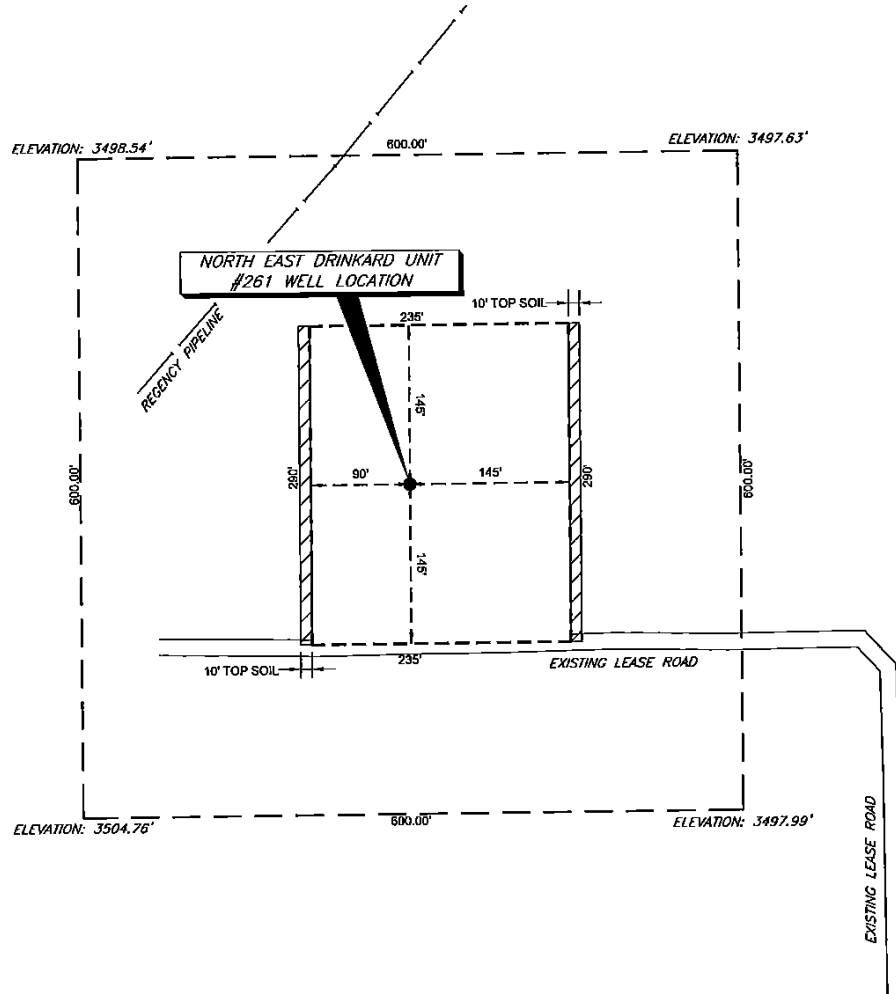 ELEVATION: 3498.54'
600.00'
ELEVATION: 3497.63'
NORTH EAST DRINKARD UNIT
#261 WELL LOCATION
REGENCY PIPELINE
10' TOP SOIL
235'
145'
600.00'
290'
90'
145'
290'
600.00'
145'
10' TOP SOIL
235'
EXISTING LEASE ROAD
ELEVATION: 3504.76'
600.00'
ELEVATION: 3497.99'
EXISTING LEASE ROAD